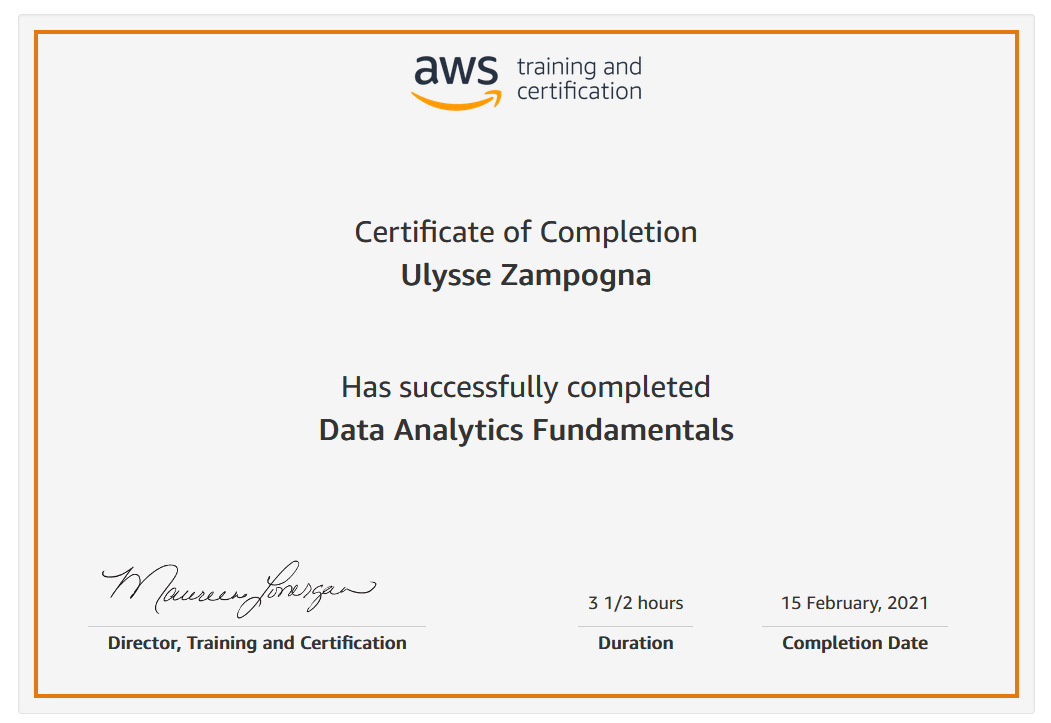 aws training and
certification
Certificate of Completion
Ulysse Zampogna
Has successfully completed
Data Analytics Fundamentals
Maureen Lonergan
Director, Training and Certification
3 1/2 hours
Duration
15 February, 2021
Completion Date